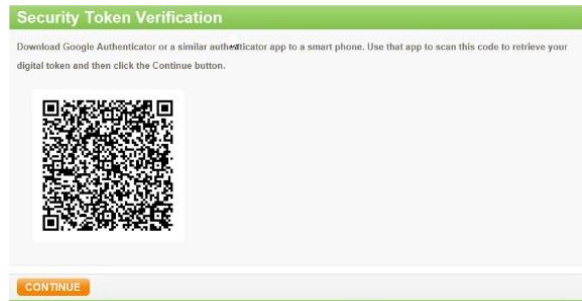 Security Token Verification
Download Google Authenticator or a similar authenticator app to a smart phone. Use that app to scan this code to retrieve your
digital token and then click the Continue button.
CONTINUE